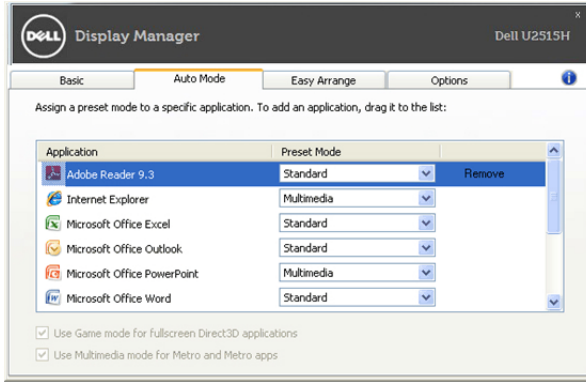 DELL Display Manager Dell U2515H
Basic Auto Mode Easy Arrange Options
Assign a preset mode to a specific application. To add an application, drag it to the list:
Application Preset Mode
Adobe Reader 9.3 Standard Remove
Internet Explorer Multimedia
Microsoft Office Excel Standard
Microsoft Office Outlook Standard
Microsoft Office PowerPoint Multimedia
Microsoft Office Word Standard
Use Game mode for fullscreen Direct3D applications
Use Multimedia mode for Metro and Metro apps